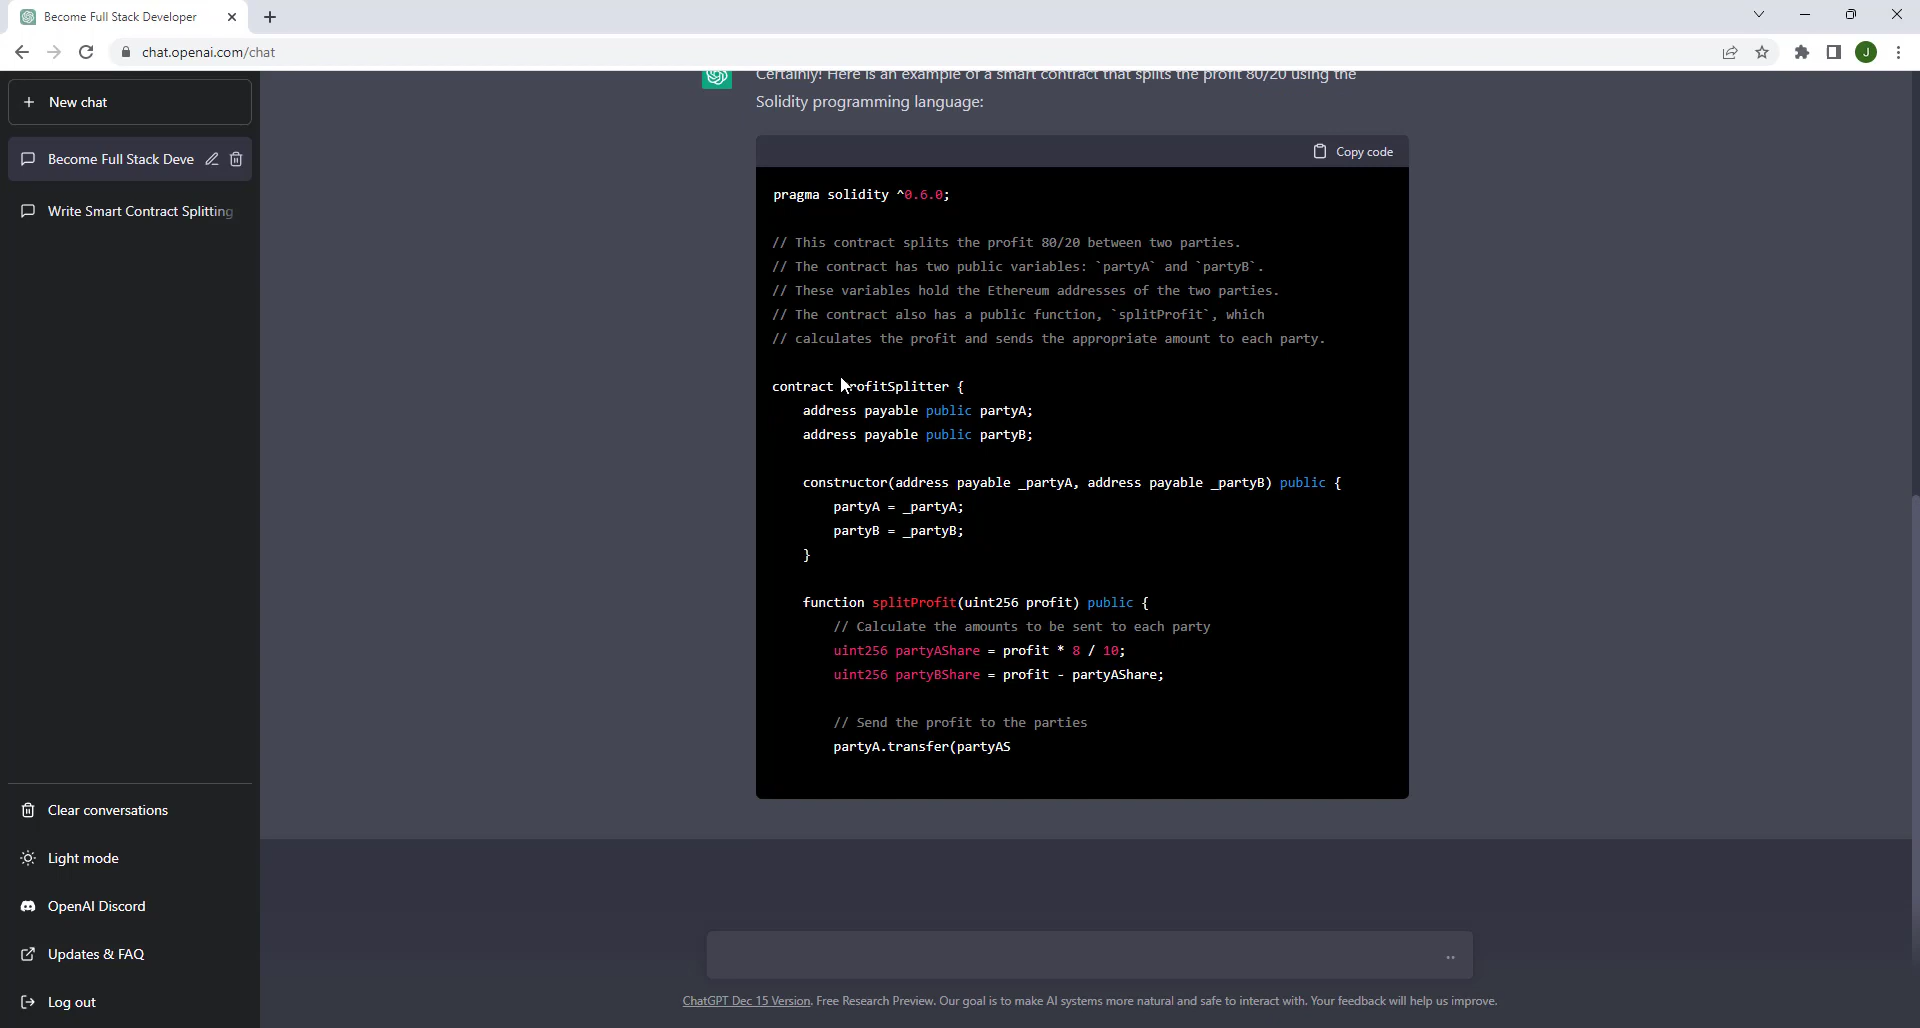 Become Full Stack Developer
chat.openai.com/chat
J
New chat
Become Full Stack Deve
Write Smart Contract Splitting
Clear conversations
Light mode
OpenAI Discord
Updates & FAQ
Log out
Certainly! Here is an example of a smart contract that splits the profit 80/20 using the
Solidity programming language:
Copy code
pragma solidity ^0.6.0;
// This contract splits the profit 80/20 between two parties.
// The contract has two public variables: `partyA` and `partyB`.
// These variables hold the Ethereum addresses of the two parties.
// The contract also has a public function, `splitProfit`, which
// calculates the profit and sends the appropriate amount to each party.
contract ProfitSplitter {
address payable public partyA;
address payable public partyB;
constructor(address payable _partyA, address payable _partyB) public {
partyA = _partyA;
partyB = _partyB;
}
function splitProfit(uint256 profit) public {
// Calculate the amounts to be sent to each party
uint256 partyAShare = profit * 8 / 10;
uint256 partyBShare = profit - partyAShare;
// Send the profit to the parties
partyA.transfer(partyAS
ChatGPT Dec 15 Version. Free Research Preview. Our goal is to make AI systems more natural and safe to interact with. Your feedback will help us improve.